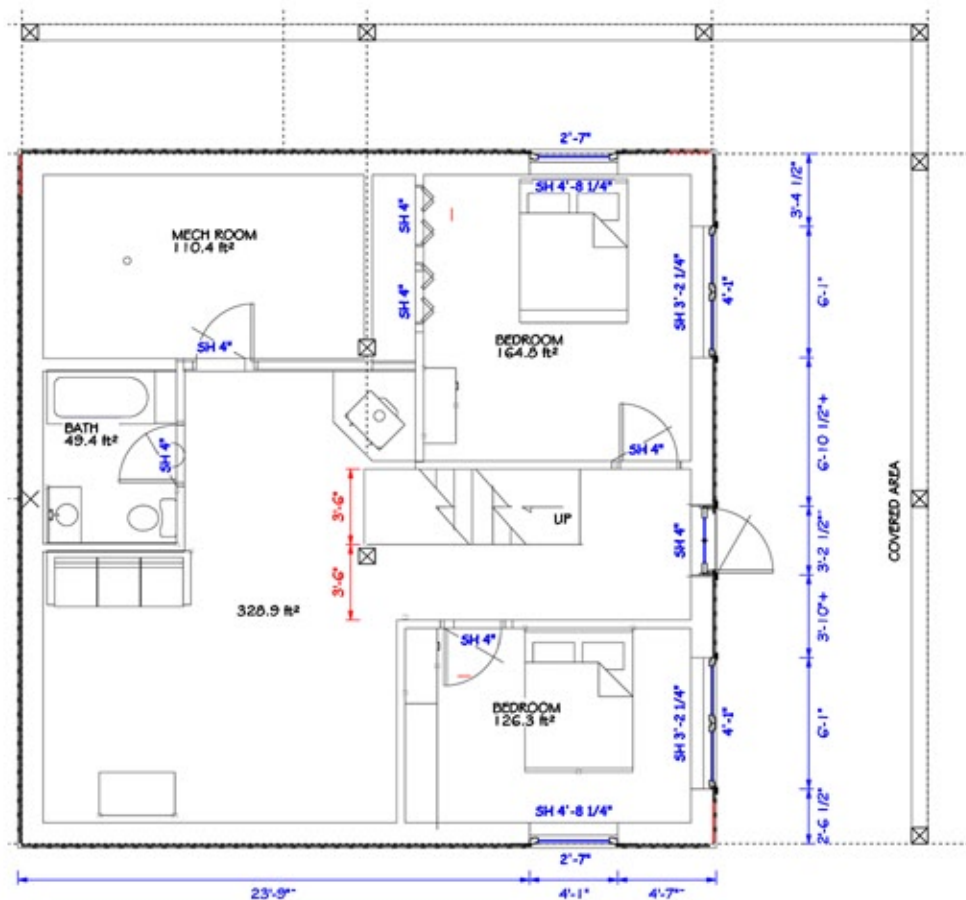 2'-7"
SH 4'-8 1/4"
3'-4 1/2"
SH 4"
MECH ROOM
110.4 ft²
SH 4"
SH 3'-2 1/4"
4'-1"
6'-1"
SH 4"
BEDROOM
164.8 ft²
BATH
49.4 ft²
SH 4"
SH 4"
6'-10 1/2"+
3'-6"
UP
SH 4"
3'-2 1/2"
COVERED AREA
3'-6"
328.9 ft²
3'-10"+
SH 4"
BEDROOM
126.3 ft²
SH 3'-2 1/4"
4'-1"
6'-1"
SH 4'-8 1/4"
2'-6 1/2"
2'-7"
23'-9"-
4'-1"
4'-7"-